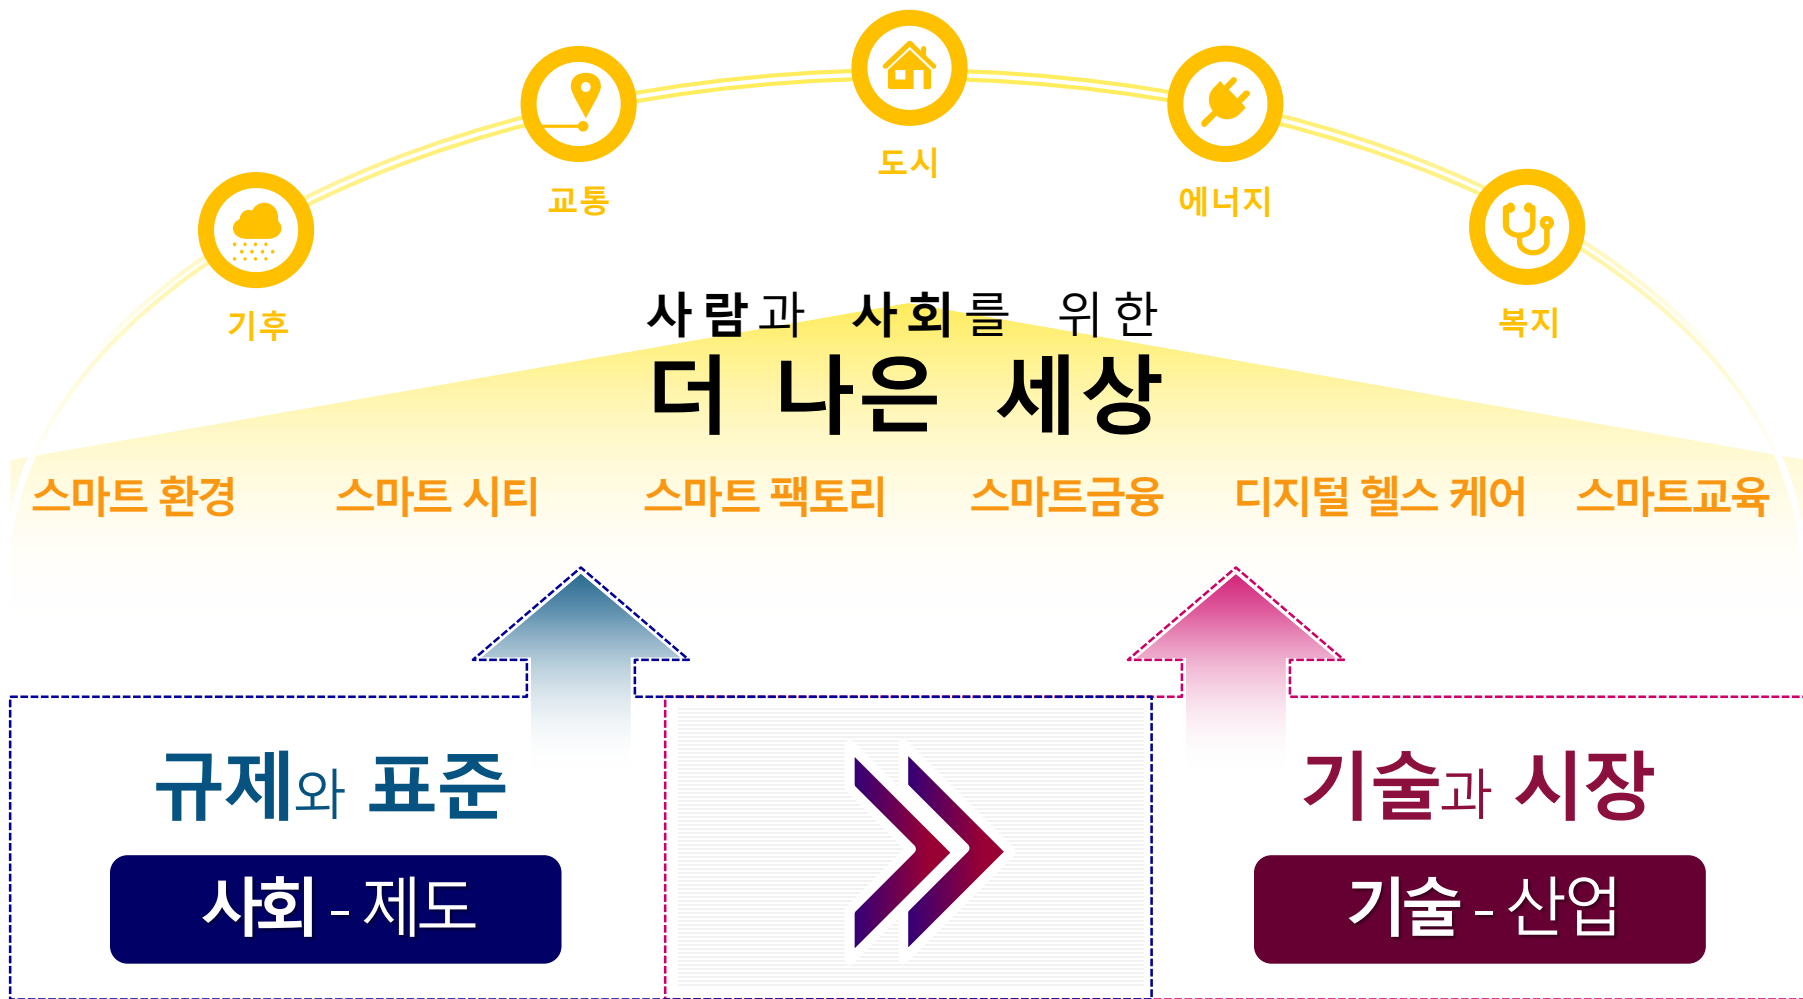 도시
교통
에너지
기후
복지
사람과 사회를 위한
더 나은 세상
스마트 환경
스마트 시티
스마트 팩토리
스마트금융
디지털 헬스 케어
스마트교육
규제와 표준
사회 - 제도
기술과 시장
기술 - 산업